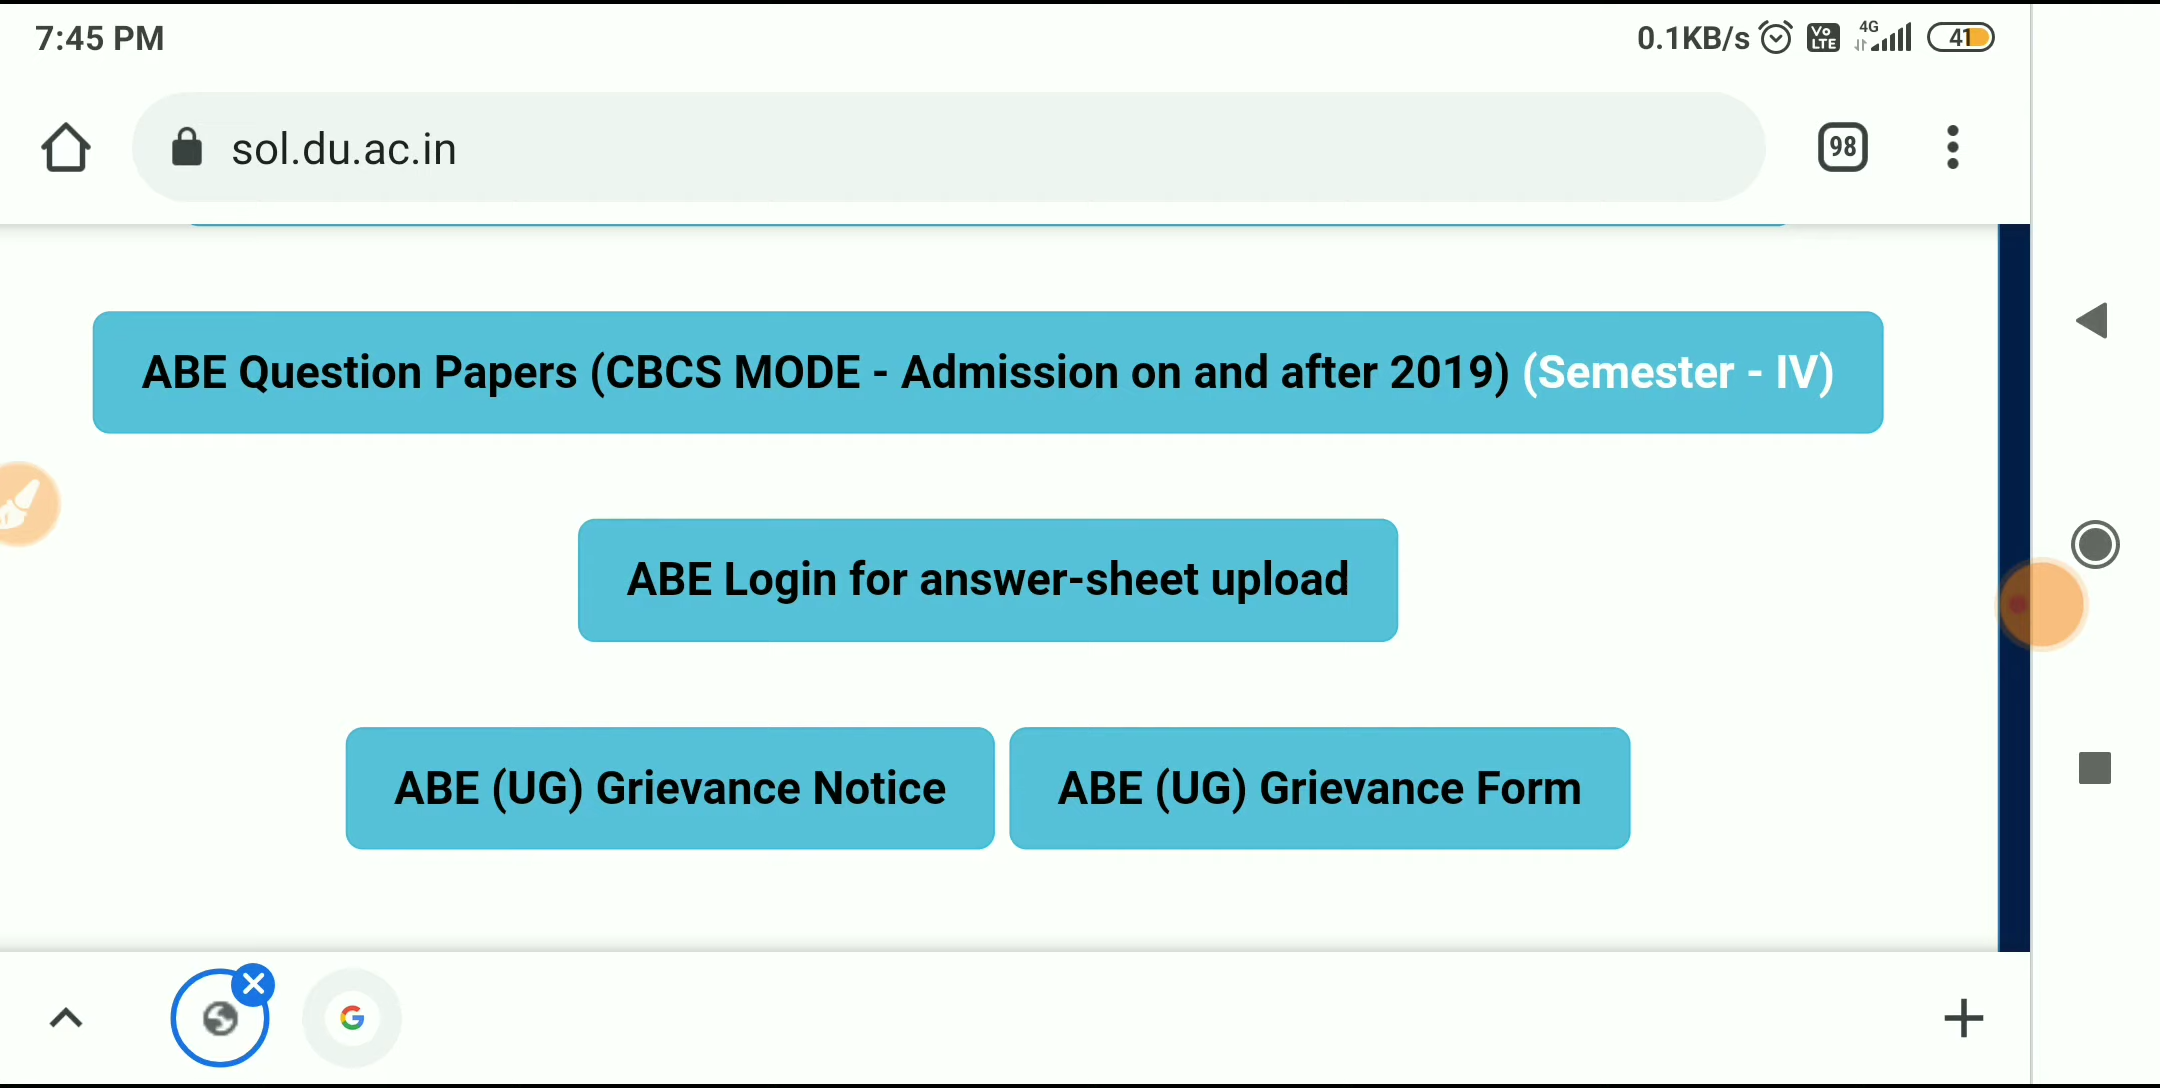 7:45 PM
0.1KB/s Vo LTE 4G 41
sol.du.ac.in
98
ABE Question Papers (CBCS MODE - Admission on and after 2019) (Semester - IV)
ABE Login for answer-sheet upload
ABE (UG) Grievance Notice
ABE (UG) Grievance Form